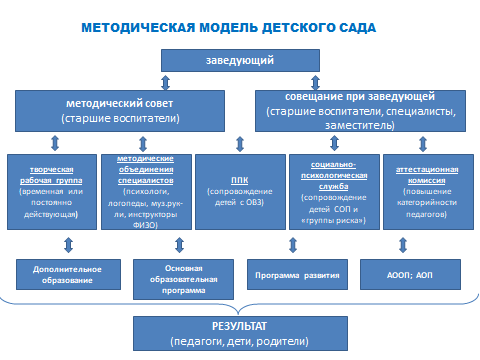 МЕТОДИЧЕСКАЯ МОДЕЛЬ ДЕТСКОГО САДА
заведующий
методический совет
(старшие воспитатели)
совещание при заведующей
(старшие воспитатели, специалисты,
заместитель)
творческая
рабочая группа
(временная или
постоянно
действующая)
методические
объединения
специалистов
(психологи,
логопеды, муз.рук-
ли, инструкторы
ФИЗО)
ППК
(сопровождение
детей с ОВЗ)
социально-
психологическая
служба
(сопровождение
детей СОП и
«группы риска»)
аттестационная
комиссия
(повышение
категорийности
педагогов)
Дополнительное
образование
Основная
образовательная
программа
Программа развития
АООП; АОП
РЕЗУЛЬТАТ
(педагоги, дети, родители)